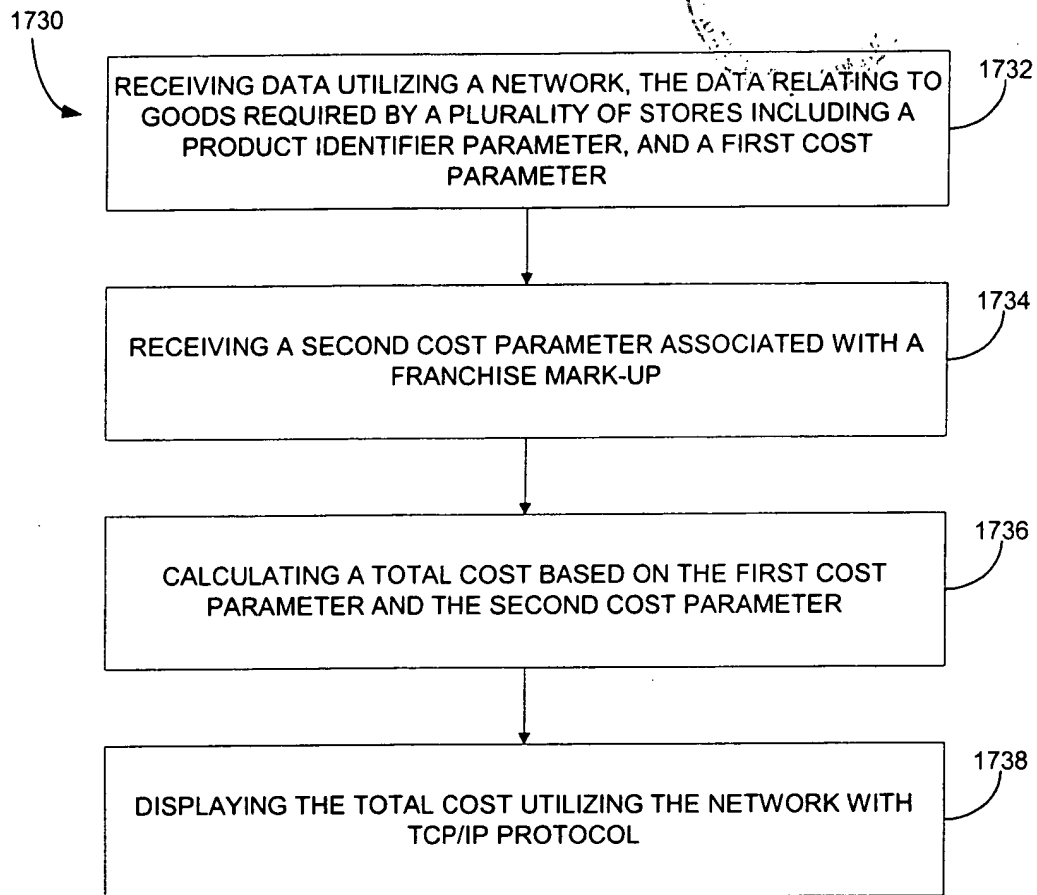 1730
1732
RECEIVING DATA UTILIZING A NETWORK, THE DATA RELATING TO
GOODS REQUIRED BY A PLURALITY OF STORES INCLUDING A
PRODUCT IDENTIFIER PARAMETER, AND A FIRST COST
PARAMETER
1734
RECEIVING A SECOND COST PARAMETER ASSOCIATED WITH A
FRANCHISE MARK-UP
1736
CALCULATING A TOTAL COST BASED ON THE FIRST COST
PARAMETER AND THE SECOND COST PARAMETER
1738
DISPLAYING THE TOTAL COST UTILIZING THE NETWORK WITH
TCP/IP PROTOCOL